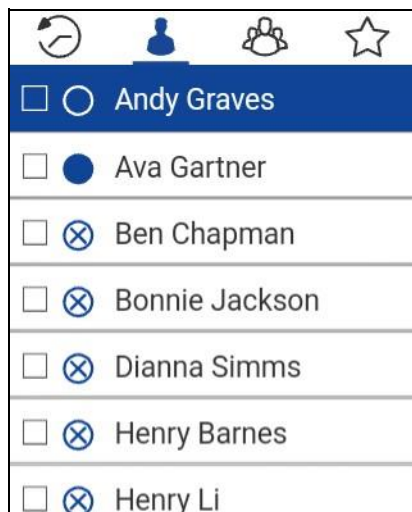 Andy Graves
Ava Gartner
Ben Chapman
Bonnie Jackson
Dianna Simms
Henry Barnes
Henry Li